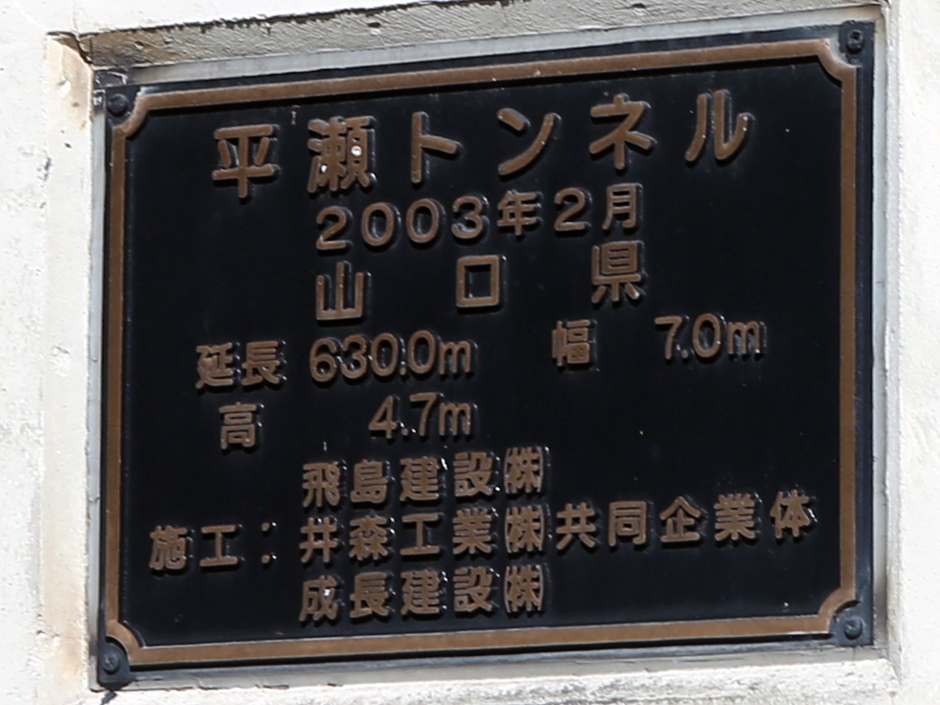 平瀬トンネル
2003年2月
山口県
延長 630.0m 幅 7.0m
高 4.7m
飛島建設㈱
施工：井森工業㈱共同企業体
成長建設㈱